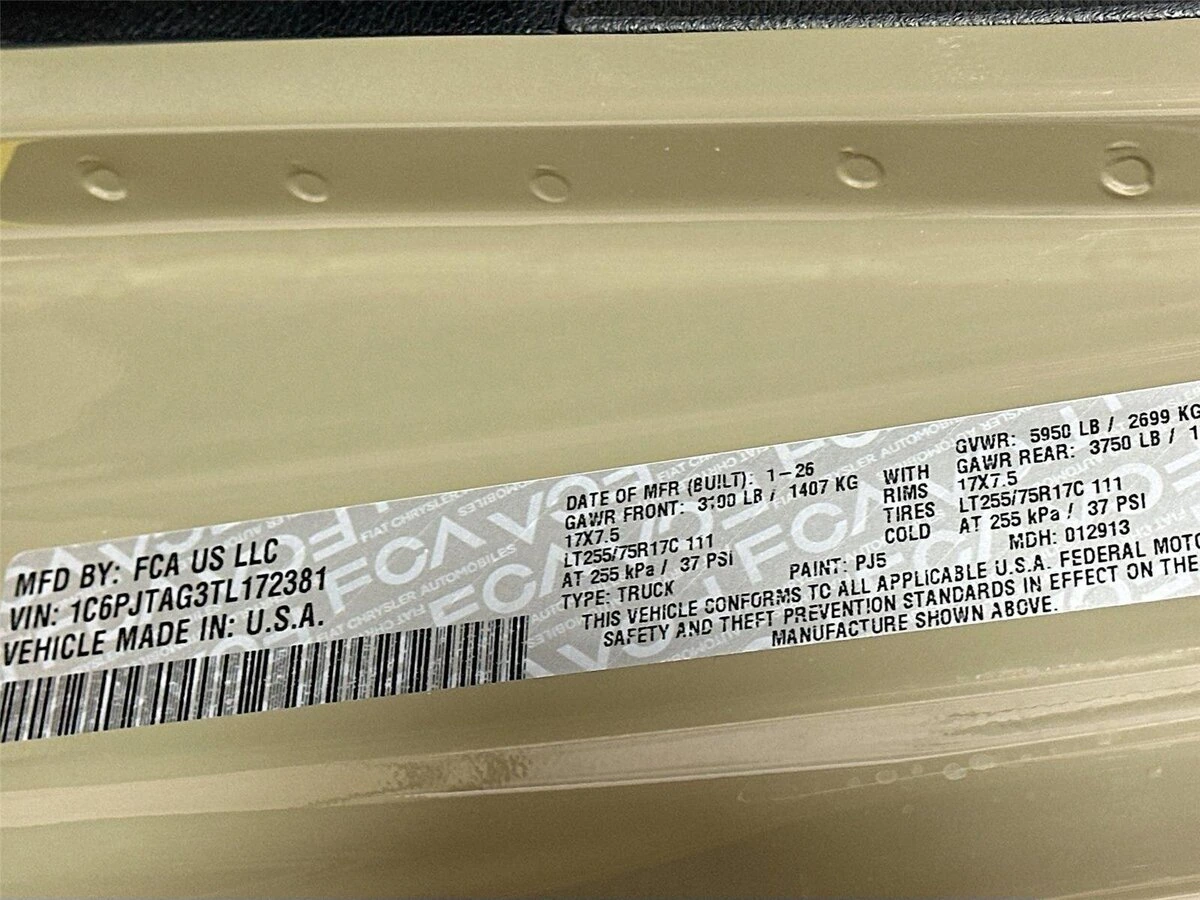 MFD BY: FCA US LLC
VIN: 1C6PJTAG3TL172381
VEHICLE MADE IN: U.S.A.
DATE OF MFR (BUILT): 1-26
GAWR FRONT: 3100 LB / 1407 KG
17X7.5
LT255/75R17C 111
AT 255 kPa / 37 PSI
TYPE: TRUCK
WITH
RIMS
TIRES
COLD
GVWR: 5950 LB / 2699 KG
GAWR REAR: 3750 LB /
17X7.5
LT255/75R17C 111
AT 255 kPa / 37 PSI
PAINT: PJ5
MDH: 012913
THIS VEHICLE CONFORMS TO ALL APPLICABLE U.S.A. FEDERAL
SAFETY AND THEFT PREVENTION STANDARDS IN EFFECT ON THE
MANUFACTURE SHOWN ABOVE.